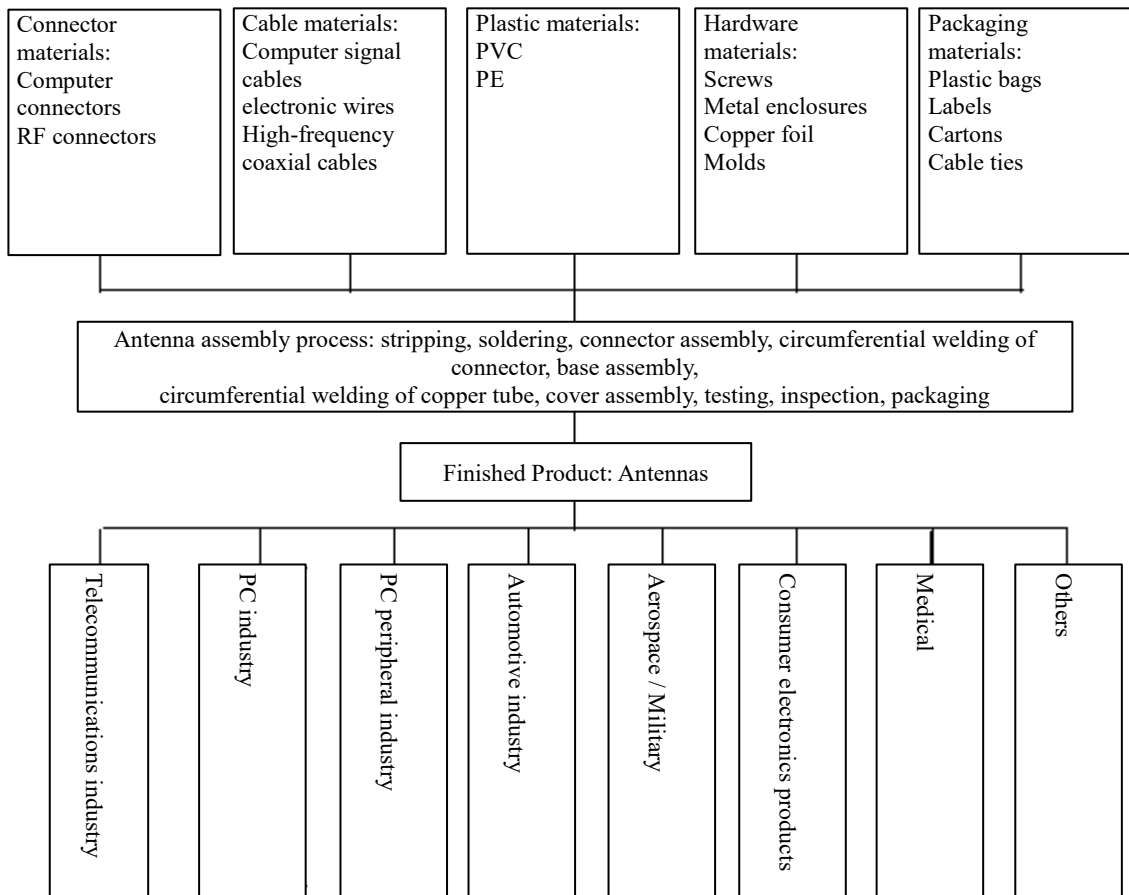 Connector
materials:
Computer
connectors
RF connectors
Cable materials:
Computer signal
cables
electronic wires
High-frequency
coaxial cables
Plastic materials:
PVC
PE
Hardware
materials:
Screws
Metal enclosures
Copper foil
Molds
Packaging
materials:
Plastic bags
Labels
Cartons
Cable ties
Antenna assembly process: stripping, soldering, connector assembly, circumferential welding of
connector, base assembly,
circumferential welding of copper tube, cover assembly, testing, inspection, packaging
Finished Product: Antennas
Telecommunications industry
PC industry
PC peripheral industry
Automotive industry
Aerospace / Military
Consumer electronics products
Medical
Others